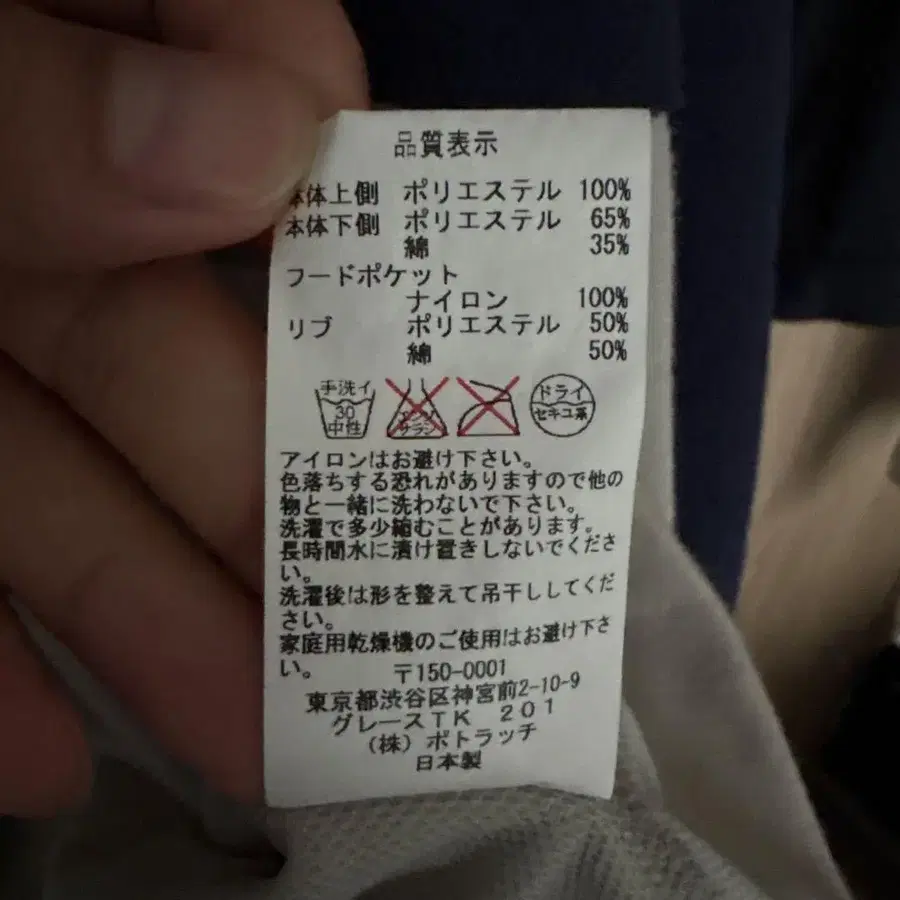 品質表示
本体上側 ポリエステル 100%
本体下側 ポリエステル 65%
綿 35%
フードポケット
ナイロン 100%
リブ ポリエステル 50%
綿 50%
手洗イ 30 中性 エンソ サラシ ドライ セキユ系
アイロンはお避け下さい。
色落ちする恐れがありますので他の
物と一緒に洗わないで下さい。
洗濯で多少縮むことがあります。
長時間水に漬け置きしないでくださ
い。
洗濯後は形を整えて吊干ししてくだ
さい。
家庭用乾燥機のご使用はお避け下さ
い。
〒150-0001
東京都渋谷区神宮前2-10-9
グレースTK 201
(株) ポトラッチ
日本製